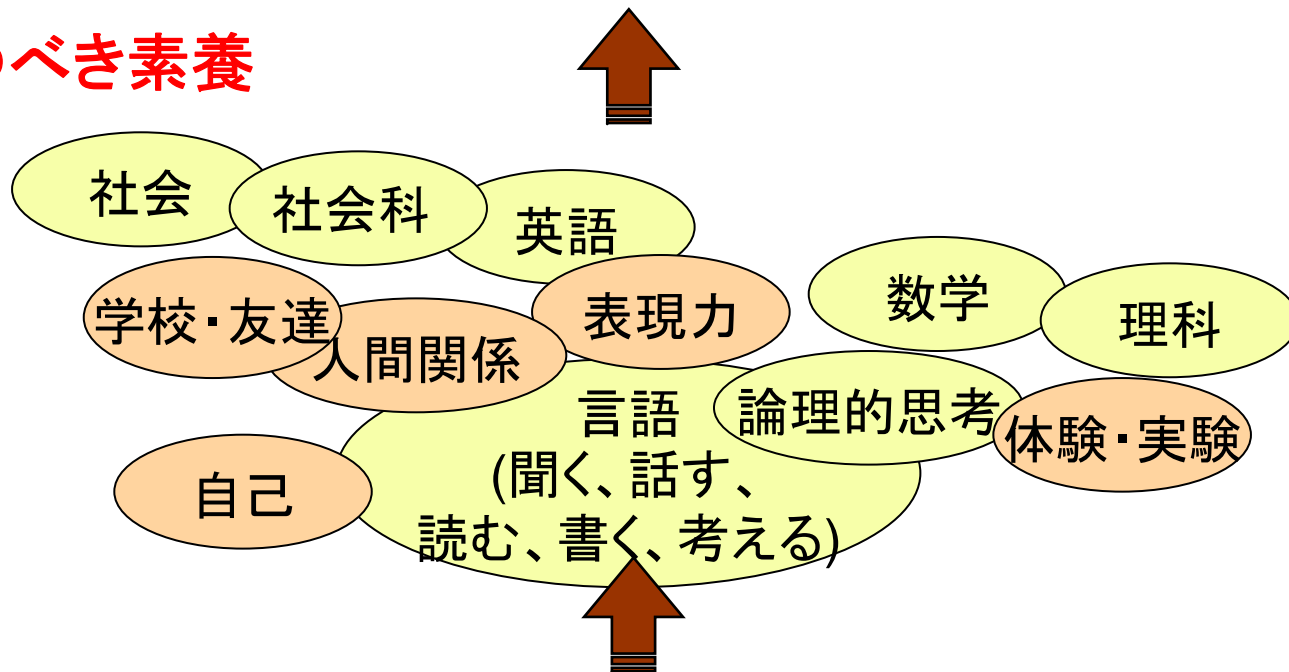 べき素養
社会
社会科
英語
数学
理科
学校・友達
人間関係
表現力
論理的思考
体験・実験
自己
言語
(聞く、話す、
読む、書く、考える)